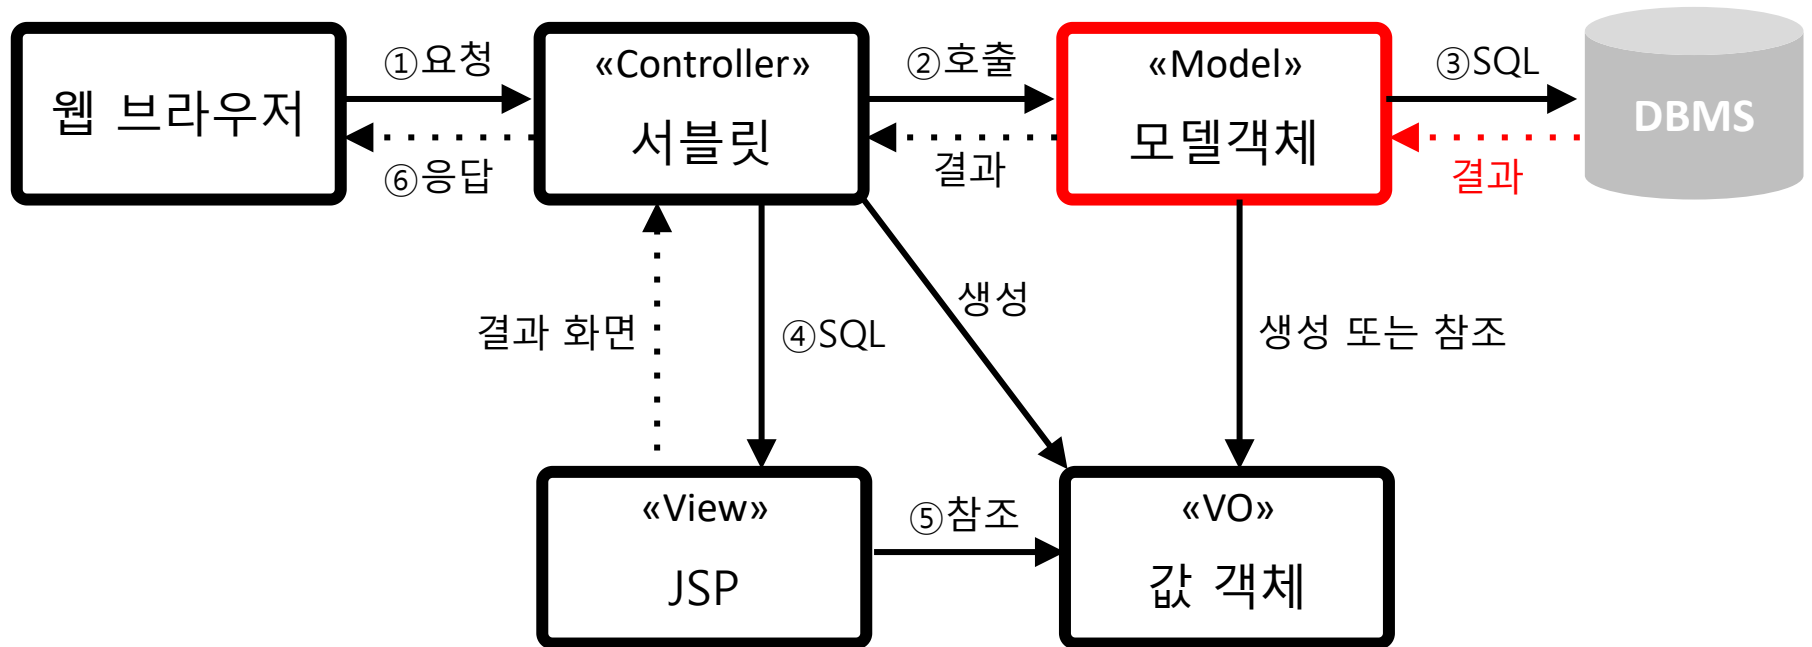 ①요청
«Controller»
②호출
«Model»
③SQL
웹 브라우저
서블릿
모델객체
DBMS
⑥응답
결과
결과
결과 화면
④SQL
생성
생성 또는 참조
«View»
⑤참조
«VO»
JSP
값 객체